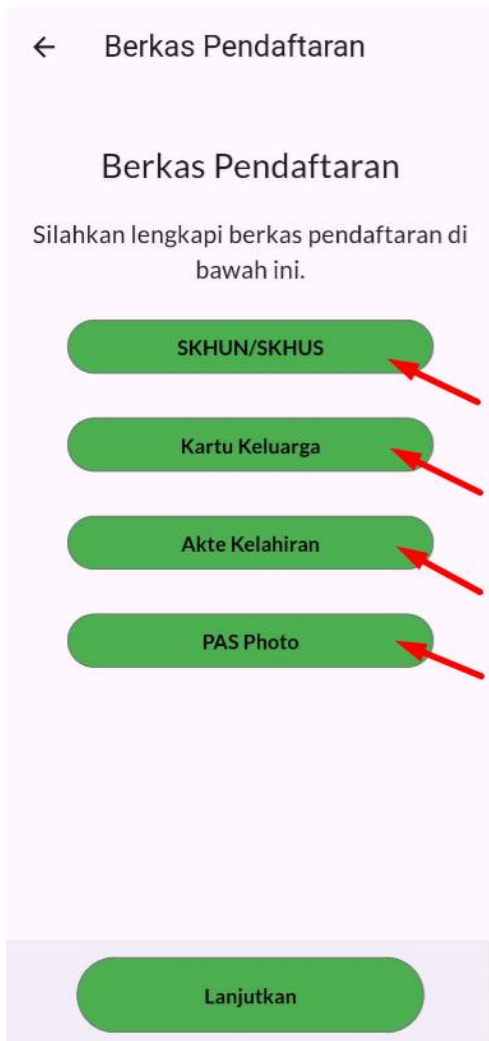 Berkas Pendaftaran
Berkas Pendaftaran
Silahkan lengkapi berkas pendaftaran di
bawah ini.
SKHUN/SKHUS
Kartu Keluarga
Akte Kelahiran
PAS Photo
Lanjutkan